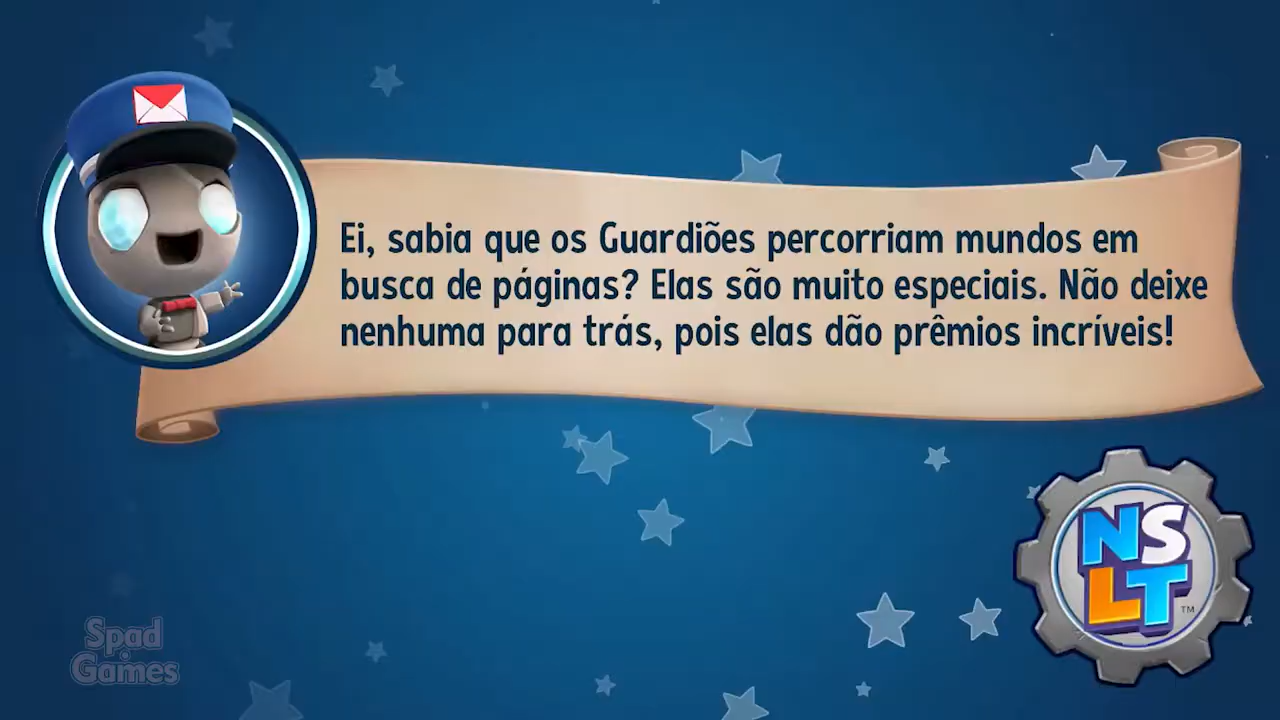 Ei, sabia que os Guardiões percorriam mundos em
busca de páginas? Elas são muito especiais. Não deixe
nenhuma para trás, pois elas dão prêmios incríveis!
NS
LT™
Spad
Games